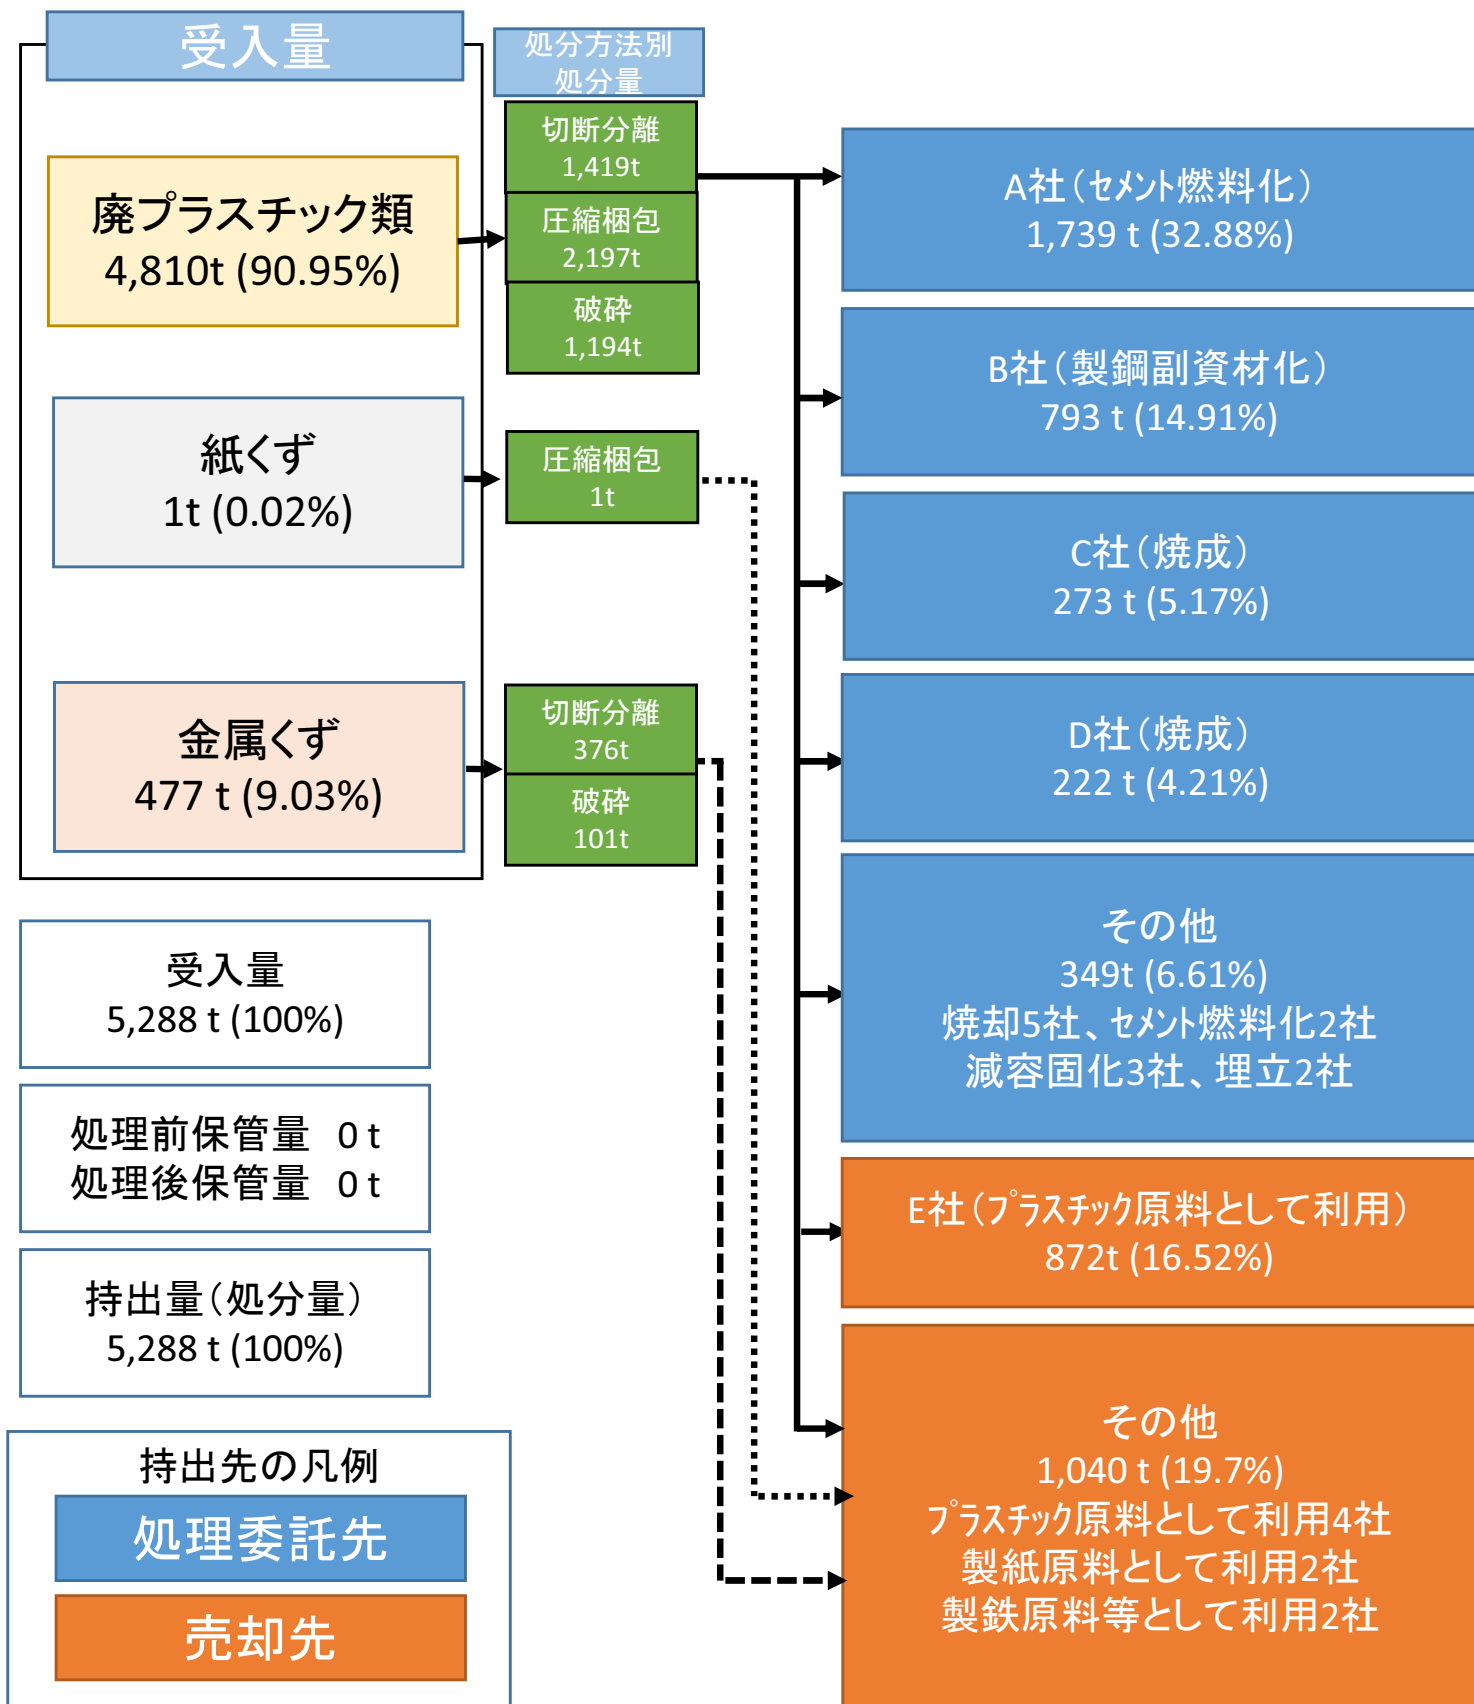 受入量
廃プラスチック類
4,810t (90.95%)
紙くず
1t (0.02%)
金属くず
477 t (9.03%)
処分方法別
処分量
切断分離
1,419t
圧縮梱包
2,197t
破砕
1,194t
圧縮梱包
1t
切断分離
376t
破砕
101t
A社（セメント燃料化）
1,739 t (32.88%)
B社（製鋼副資材化）
793 t (14.91%)
C社（焼成）
273 t (5.17%)
D社（焼成）
222 t (4.21%)
その他
349t (6.61%)
焼却5社、セメント燃料化2社
減容固化3社、埋立2社
E社（プラスチック原料として利用）
872t (16.52%)
その他
1,040 t (19.7%)
プラスチック原料として利用4社
製紙原料として利用2社
製鉄原料等として利用2社
受入量
5,288 t (100%)
処理前保管量 0 t
処理後保管量 0 t
持出量（処分量）
5,288 t (100%)
持出先の凡例
処理委託先
売却先